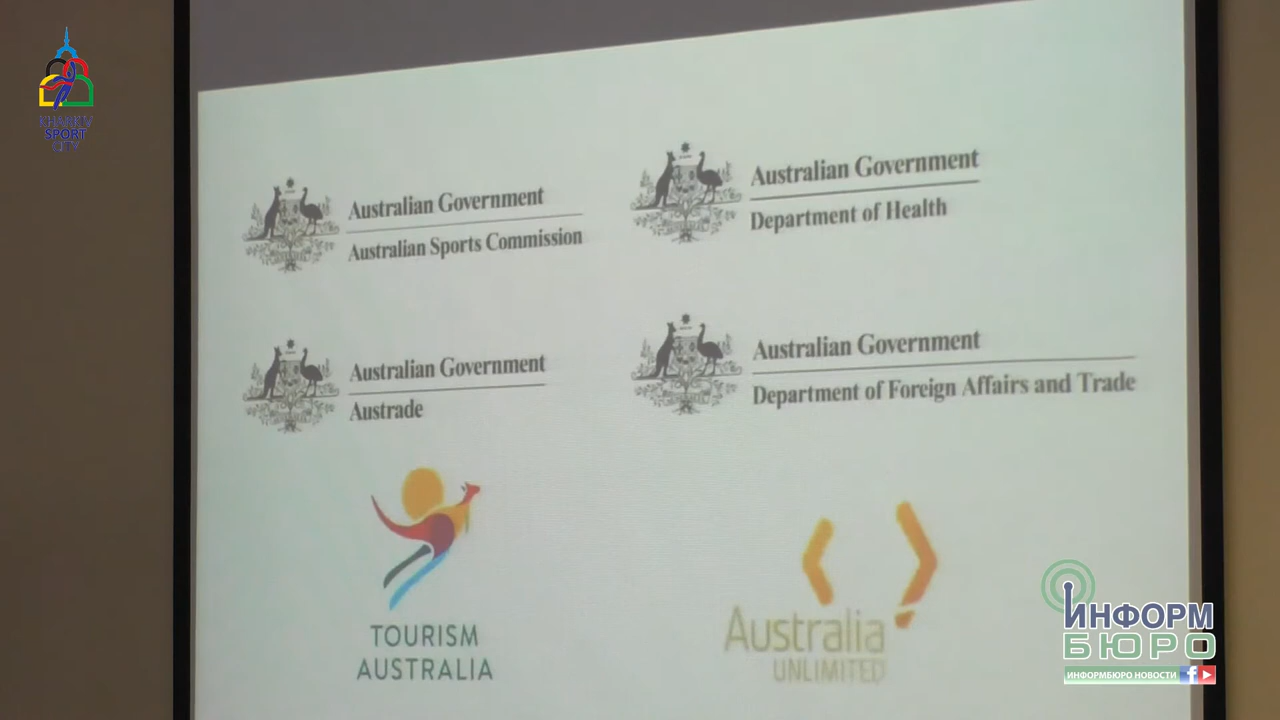 KHARKIV
SPORT
CITY
Australian Government
Australian Sports Commission
Australian Government
Department of Health
Australian Government
Austrade
Australian Government
Department of Foreign Affairs and Trade
TOURISM
AUSTRALIA
Australia
UNLIMITED
ИНФОРМ
БЮРО
ИНФОРМБЮРО НОВОСТИ